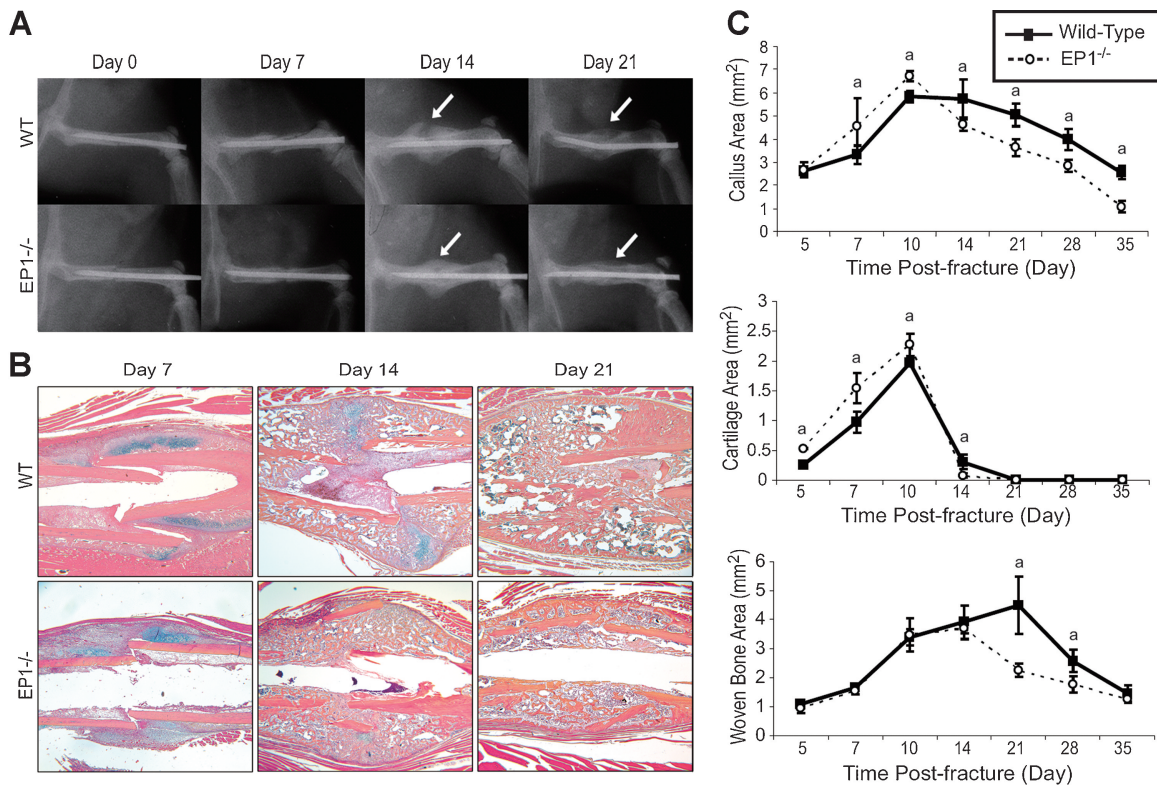 A
Day 0 Day 7 Day 14 Day 21
WT
EP1-/-
B
Day 7 Day 14 Day 21
WT
EP1-/-
C
Wild-Type
EP1-/-
Callus Area (mm2)
8
7
6
5
4
3
2
1
0
a a a a a a
5 7 10 14 21 28 35
Time Post-fracture (Day)
Cartilage Area (mm2)
3
2.5
2
1.5
1
0.5
0
a a a a
5 7 10 14 21 28 35
Time Post-fracture (Day)
Woven Bone Area (mm2)
6
5
4
3
2
1
0
a a
5 7 10 14 21 28 35
Time Post-fracture (Day)